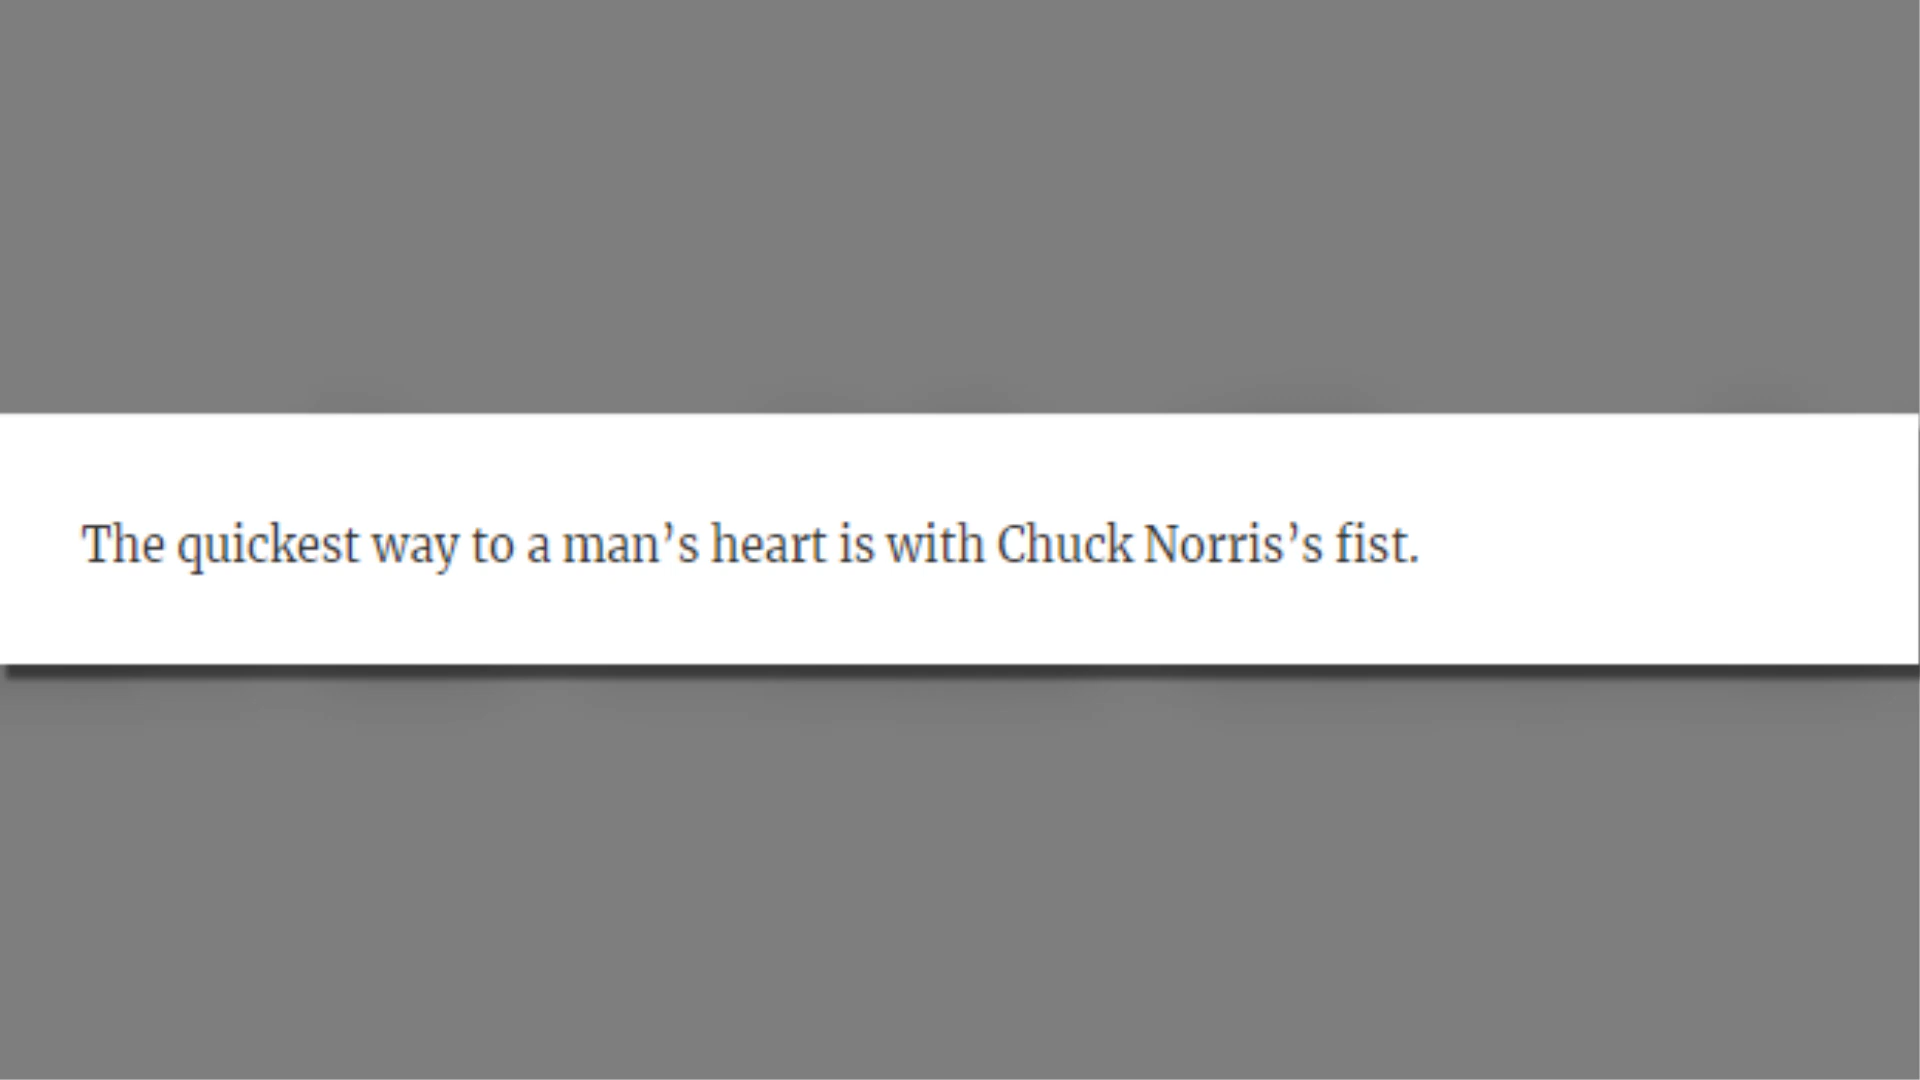 The quickest way to a man’s heart is with Chuck Norris’s fist.